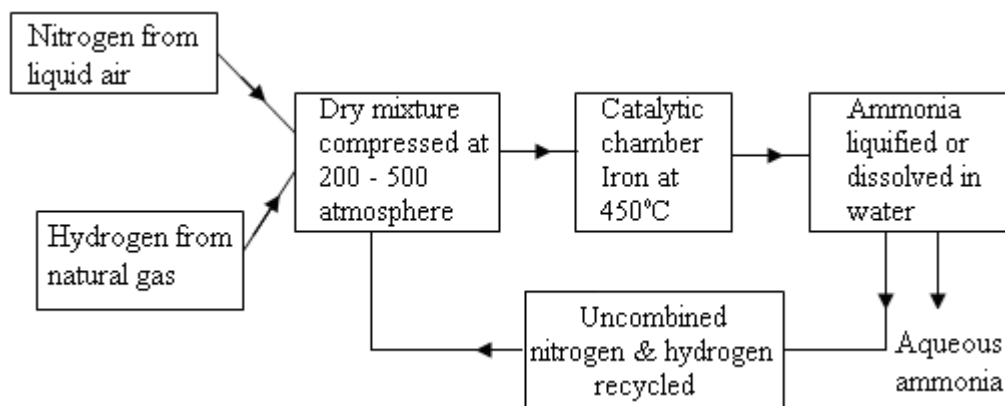 Nitrogen from
liquid air
Hydrogen from
natural gas
Dry mixture
compressed at
200 - 500
atmosphere
Catalytic
chamber
Iron at
450°C
Ammonia
liquified or
dissolved in
water
Uncombined
nitrogen & hydrogen
recycled
Aqueous
ammonia